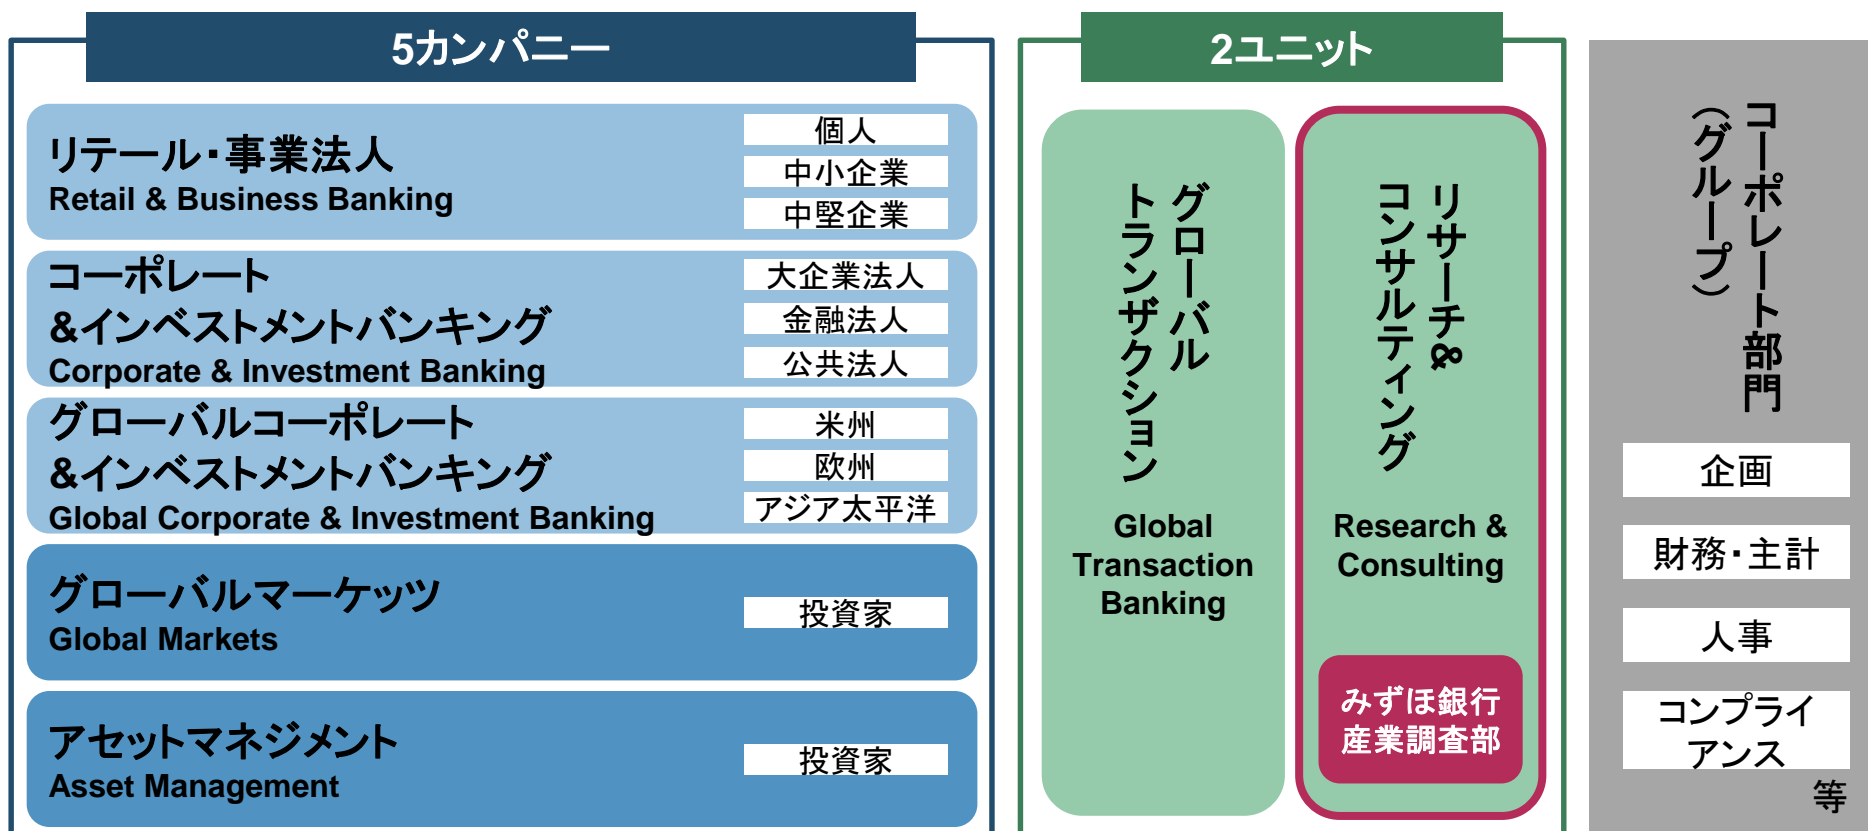 5カンパニー
リテール・事業法人
Retail & Business Banking
個人
中小企業
中堅企業
コーポレート
&インベストメントバンキング
Corporate & Investment Banking
大企業法人
金融法人
公共法人
グローバルコーポレート
&インベストメントバンキング
Global Corporate & Investment Banking
米州
欧州
アジア太平洋
グローバルマーケッツ
Global Markets
投資家
アセットマネジメント
Asset Management
投資家
2ユニット
グローバル
トランザクション
Global
Transaction
Banking
リサーチ&
コンサルティング
Research &
Consulting
みずほ銀行
産業調査部
コーポレート部門
(グループ)
企画
財務・主計
人事
コンプライ
アンス
等